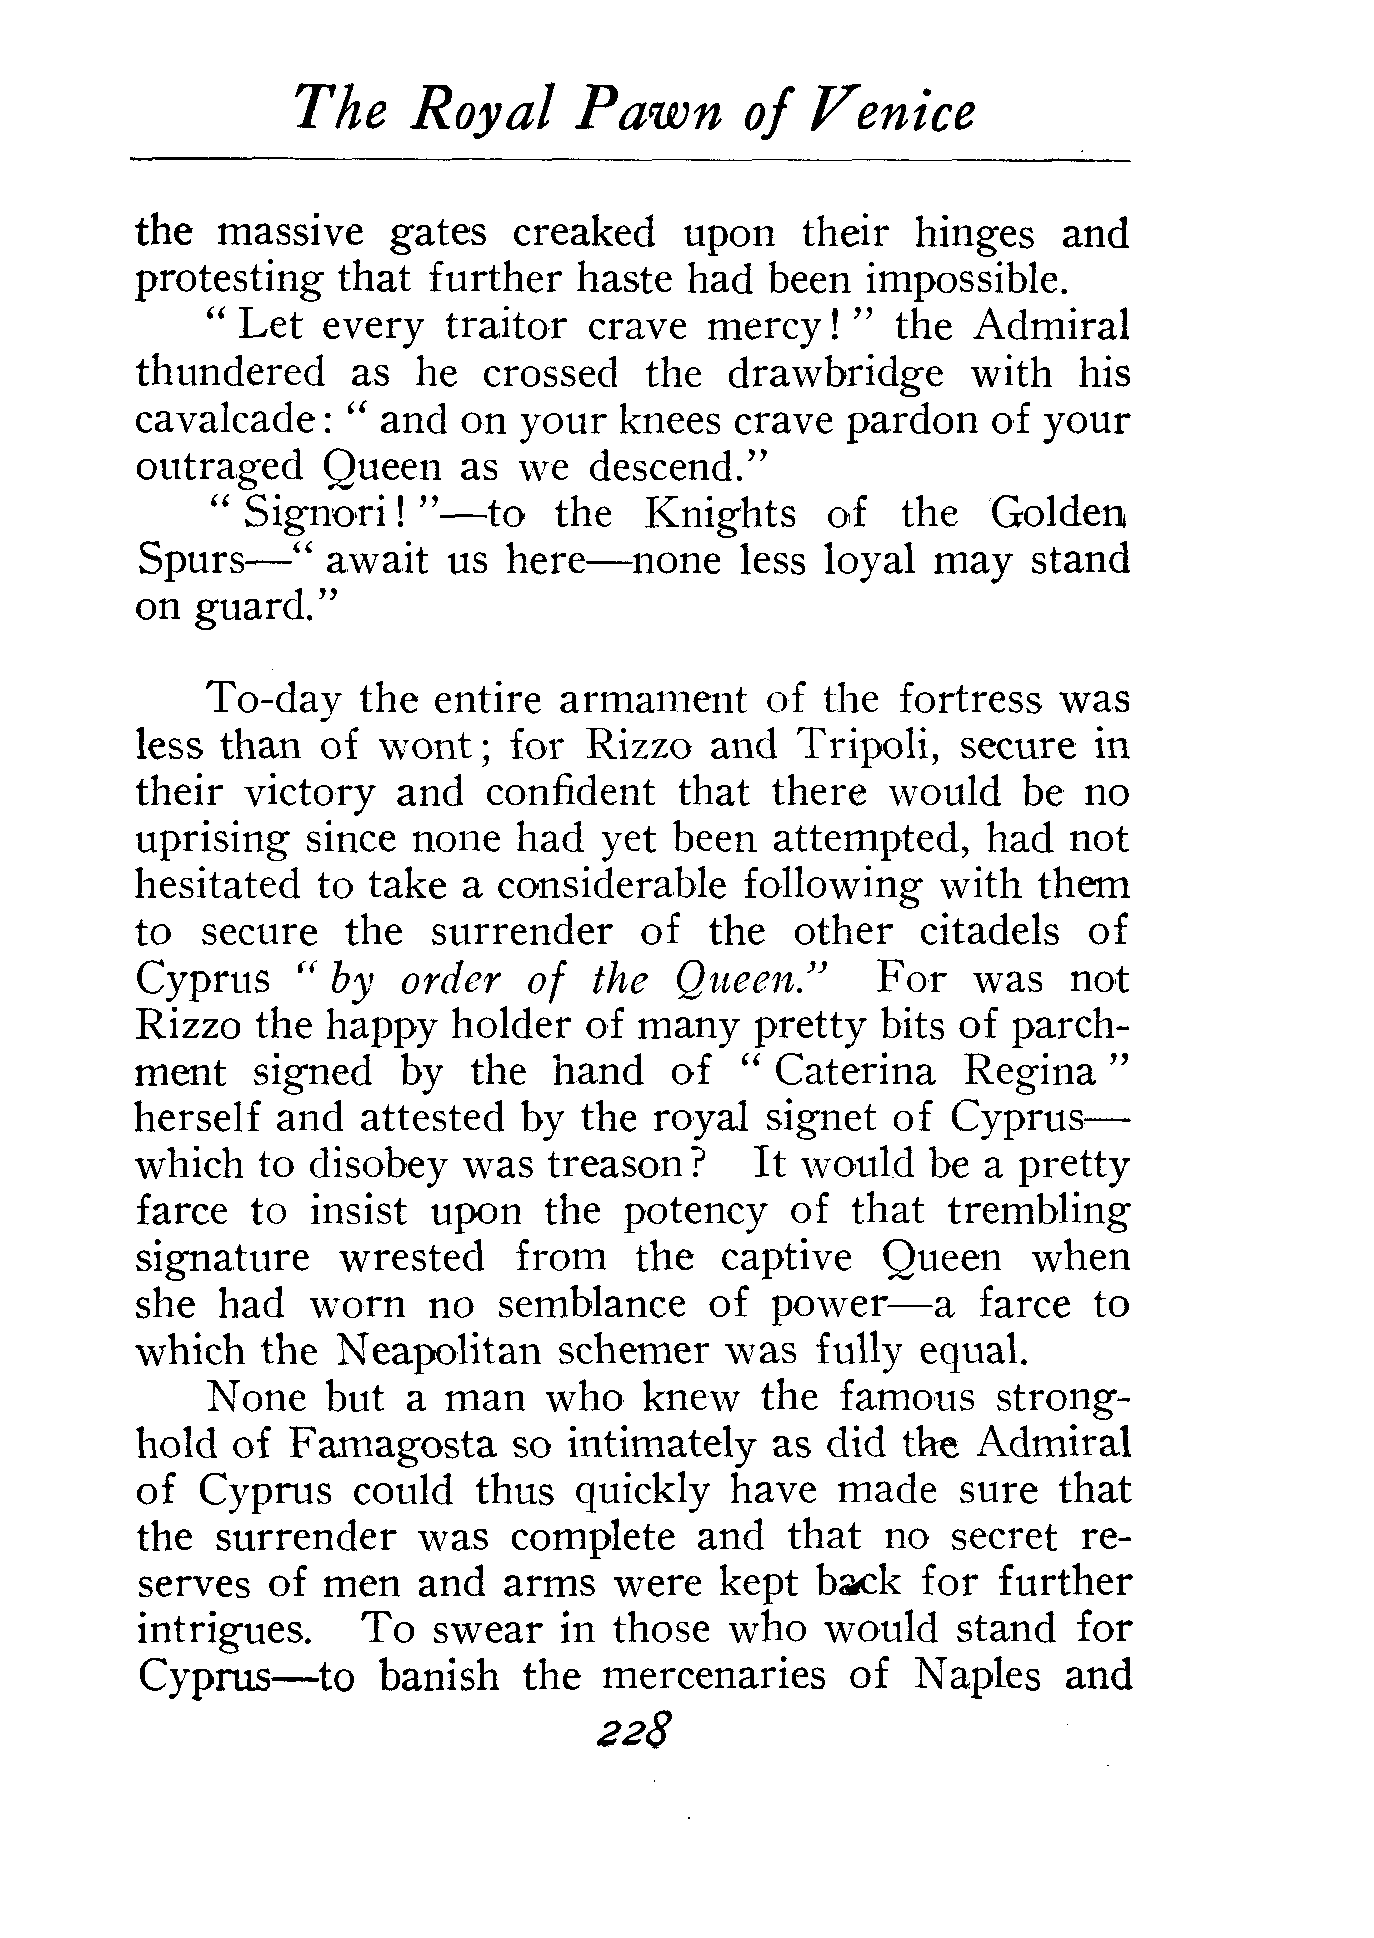 The Royal Pawn of Venice
the massive gates creaked upon their hinges and
protesting that further haste had been impossible.
“ Let every traitor crave mercy! ” the Admiral
thundered as he crossed the drawbridge with his
cavalcade: “ and on your knees crave pardon of your
outraged Queen as we descend.”
“ Signori! ”—to the Knights of the Golden
Spurs—“ await us here—none less loyal may stand
on guard.”
To-day the entire armament of the fortress was
less than of wont; for Rizzo and Tripoli, secure in
their victory and confident that there would be no
uprising since none had yet been attempted, had not
hesitated to take a considerable following with them
to secure the surrender of the other citadels of
Cyprus “ by order of the Queen.” For was not
Rizzo the happy holder of many pretty bits of parch-
ment signed by the hand of “ Caterina Regina ”
herself and attested by the royal signet of Cyprus—
which to disobey was treason? It would be a pretty
farce to insist upon the potency of that trembling
signature wrested from the captive Queen when
she had worn no semblance of power—a farce to
which the Neapolitan schemer was fully equal.
None but a man who knew the famous strong-
hold of Famagosta so intimately as did the Admiral
of Cyprus could thus quickly have made sure that
the surrender was complete and that no secret re-
serves of men and arms were kept back for further
intrigues. To swear in those who would stand for
Cyprus—to banish the mercenaries of Naples and
228